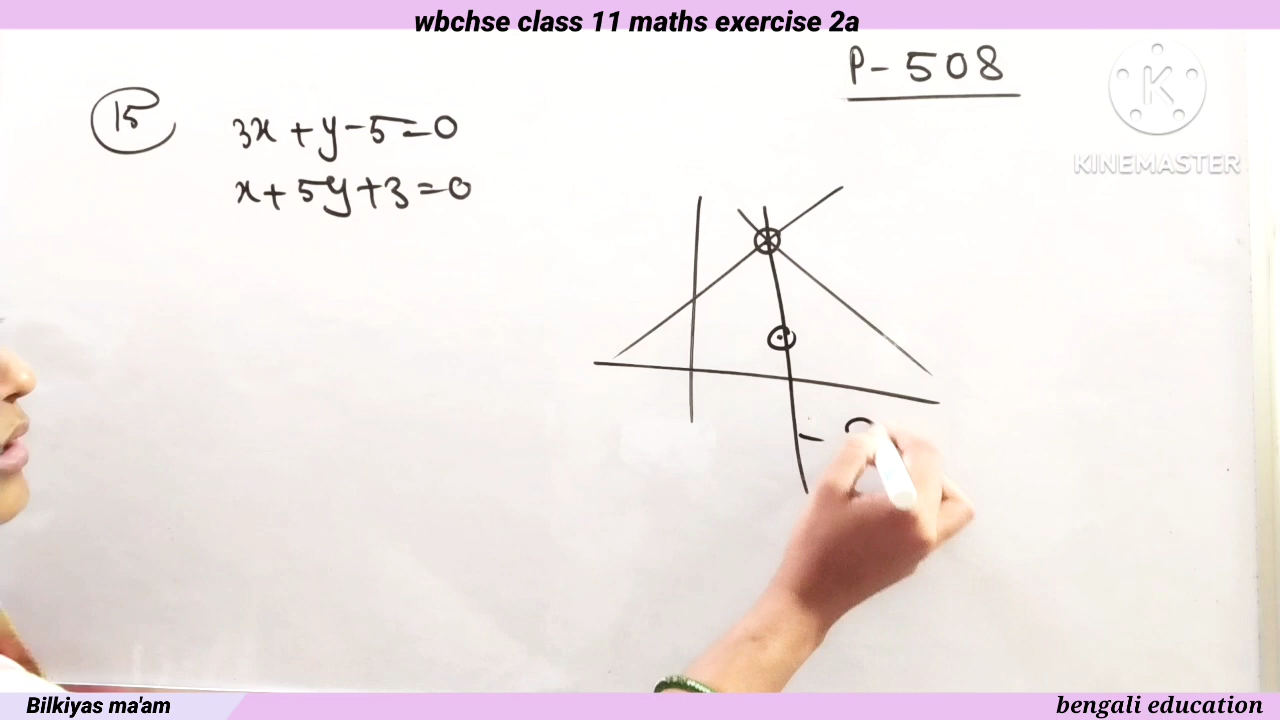 wbchse class 11 maths exercise 2a
P- 508
K
KINEMASTER
15
3x + y - 5 = 0
x + 5y + 3 = 0
Bilkiyas ma'am
bengali education